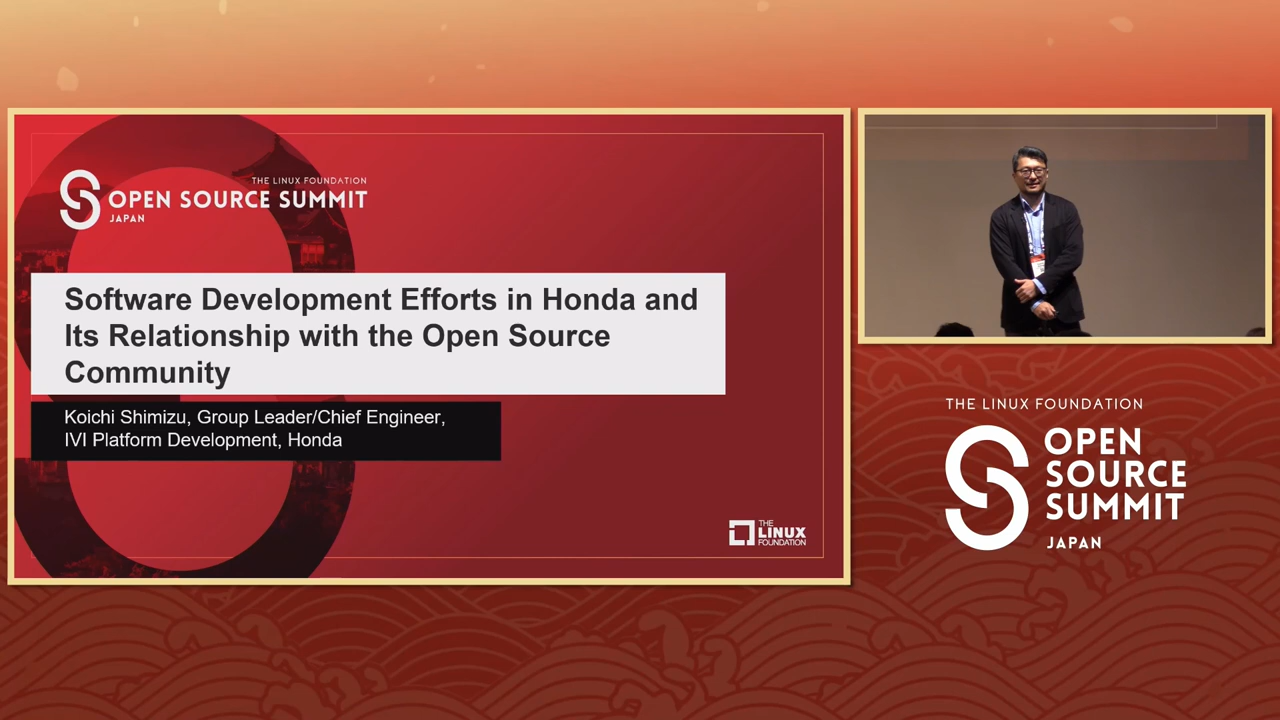 THE LINUX FOUNDATION
OPEN SOURCE SUMMIT
JAPAN
Software Development Efforts in Honda and
Its Relationship with the Open Source
Community
Koichi Shimizu, Group Leader/Chief Engineer,
IVI Platform Development, Honda
THE
LINUX
FOUNDATION
THE LINUX FOUNDATION
OPEN
SOURCE
SUMMIT
JAPAN